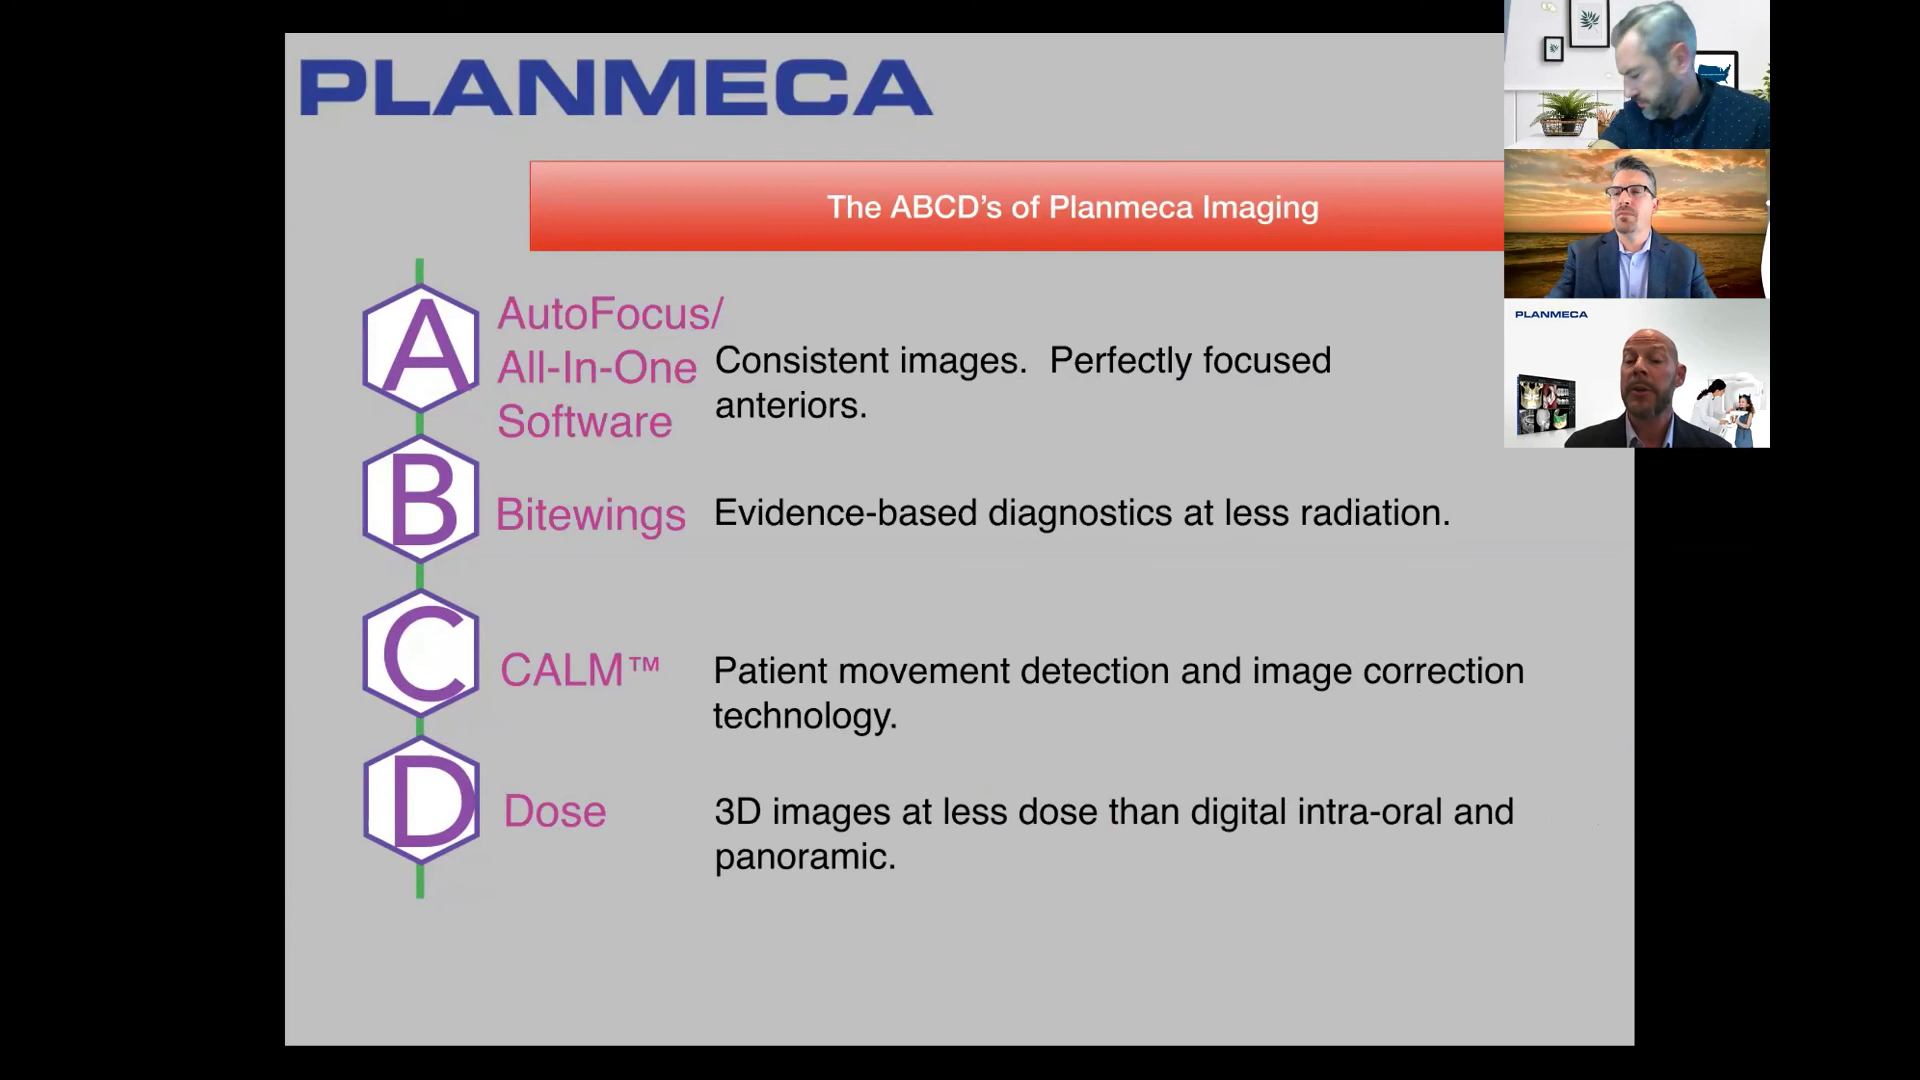 PLANMECA
The ABCD's of Planmeca Imaging
A
AutoFocus/
All-In-One
Software
Consistent images. Perfectly focused
anteriors.
B
Bitewings
Evidence-based diagnostics at less radiation.
C
CALM™
Patient movement detection and image correction
technology.
D
Dose
3D images at less dose than digital intra-oral and
panoramic.
PLANMECA